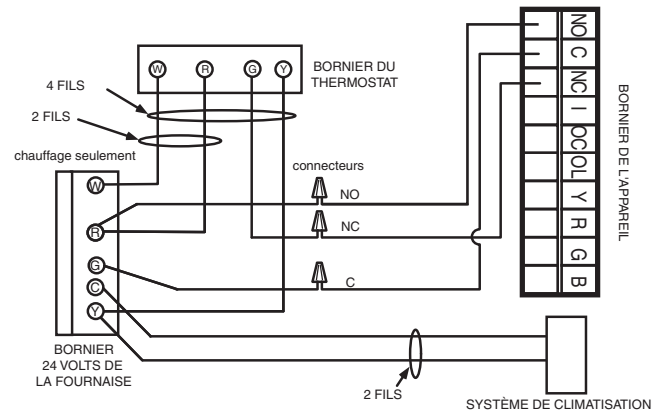 BORNIER DU
THERMOSTAT
W R G Y
4 FILS
2 FILS
chauffage seulement
connecteurs
NO
NC
C
W
R
G
C
Y
BORNIER
24 VOLTS DE
LA FOURNAISE
2 FILS
SYSTÈME DE CLIMATISATION
NO
C
NC
I
OC
OL
Y
R
G
B
BORNIER DE L'APPAREIL